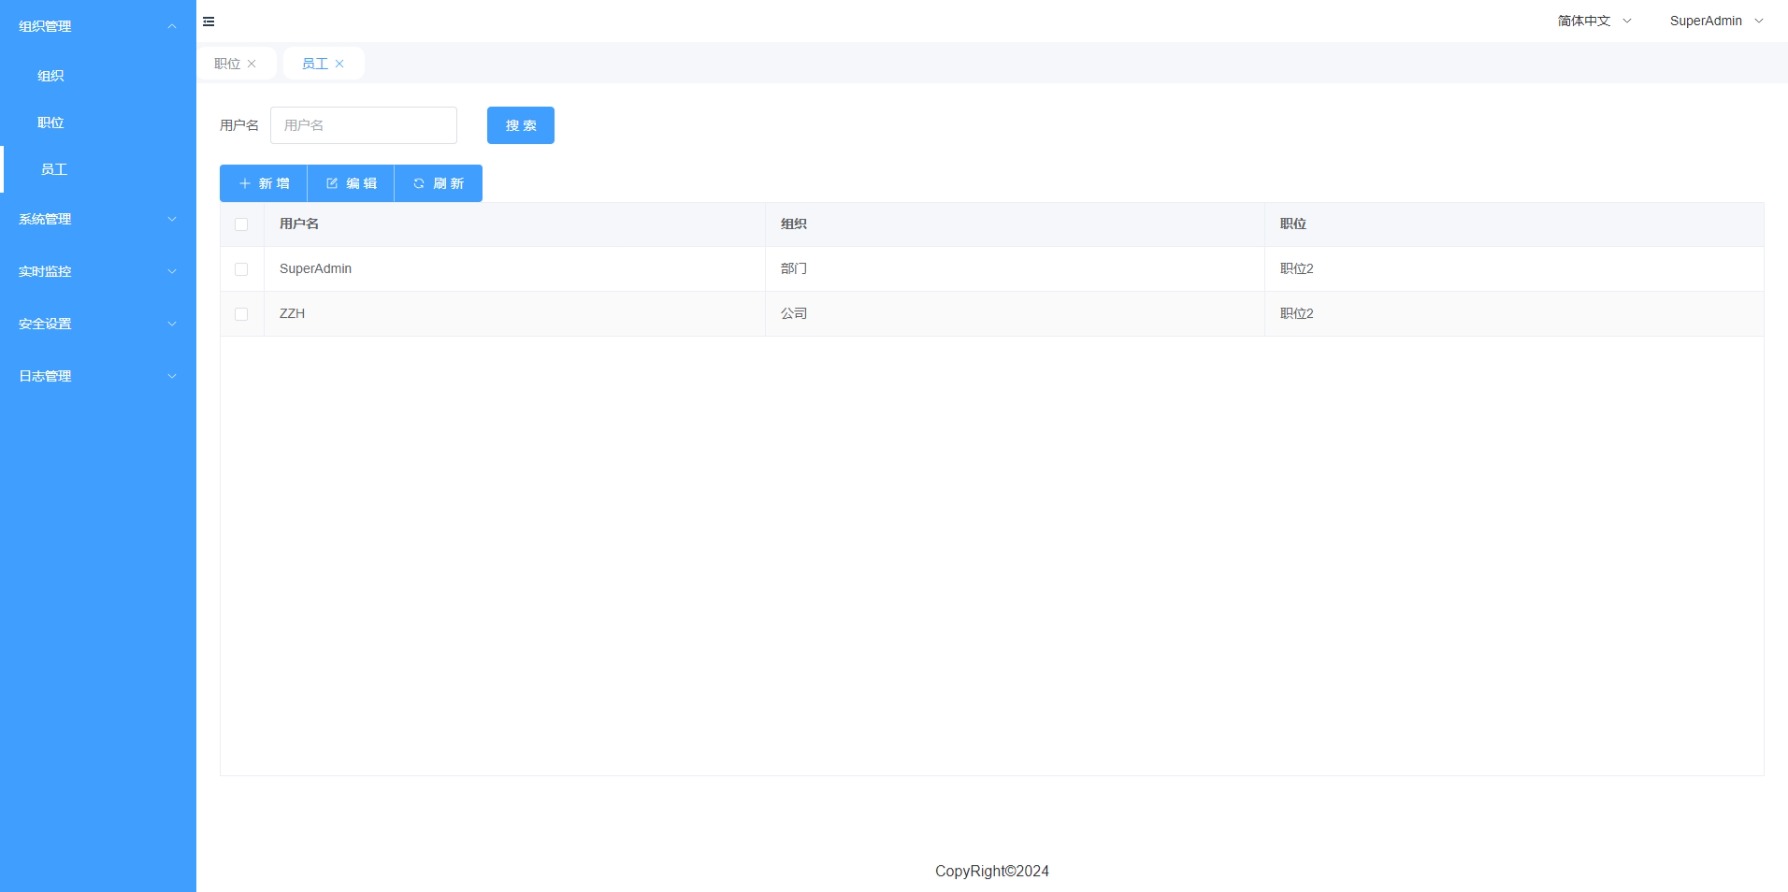 组织管理
组织
职位
员工
系统管理
实时监控
安全设置
日志管理
简体中文 SuperAdmin
职位 员工
用户名 用户名 搜 索
新 增 编 辑 刷 新
用户名 组织 职位
SuperAdmin 部门 职位2
ZZH 公司 职位2
CopyRight©2024